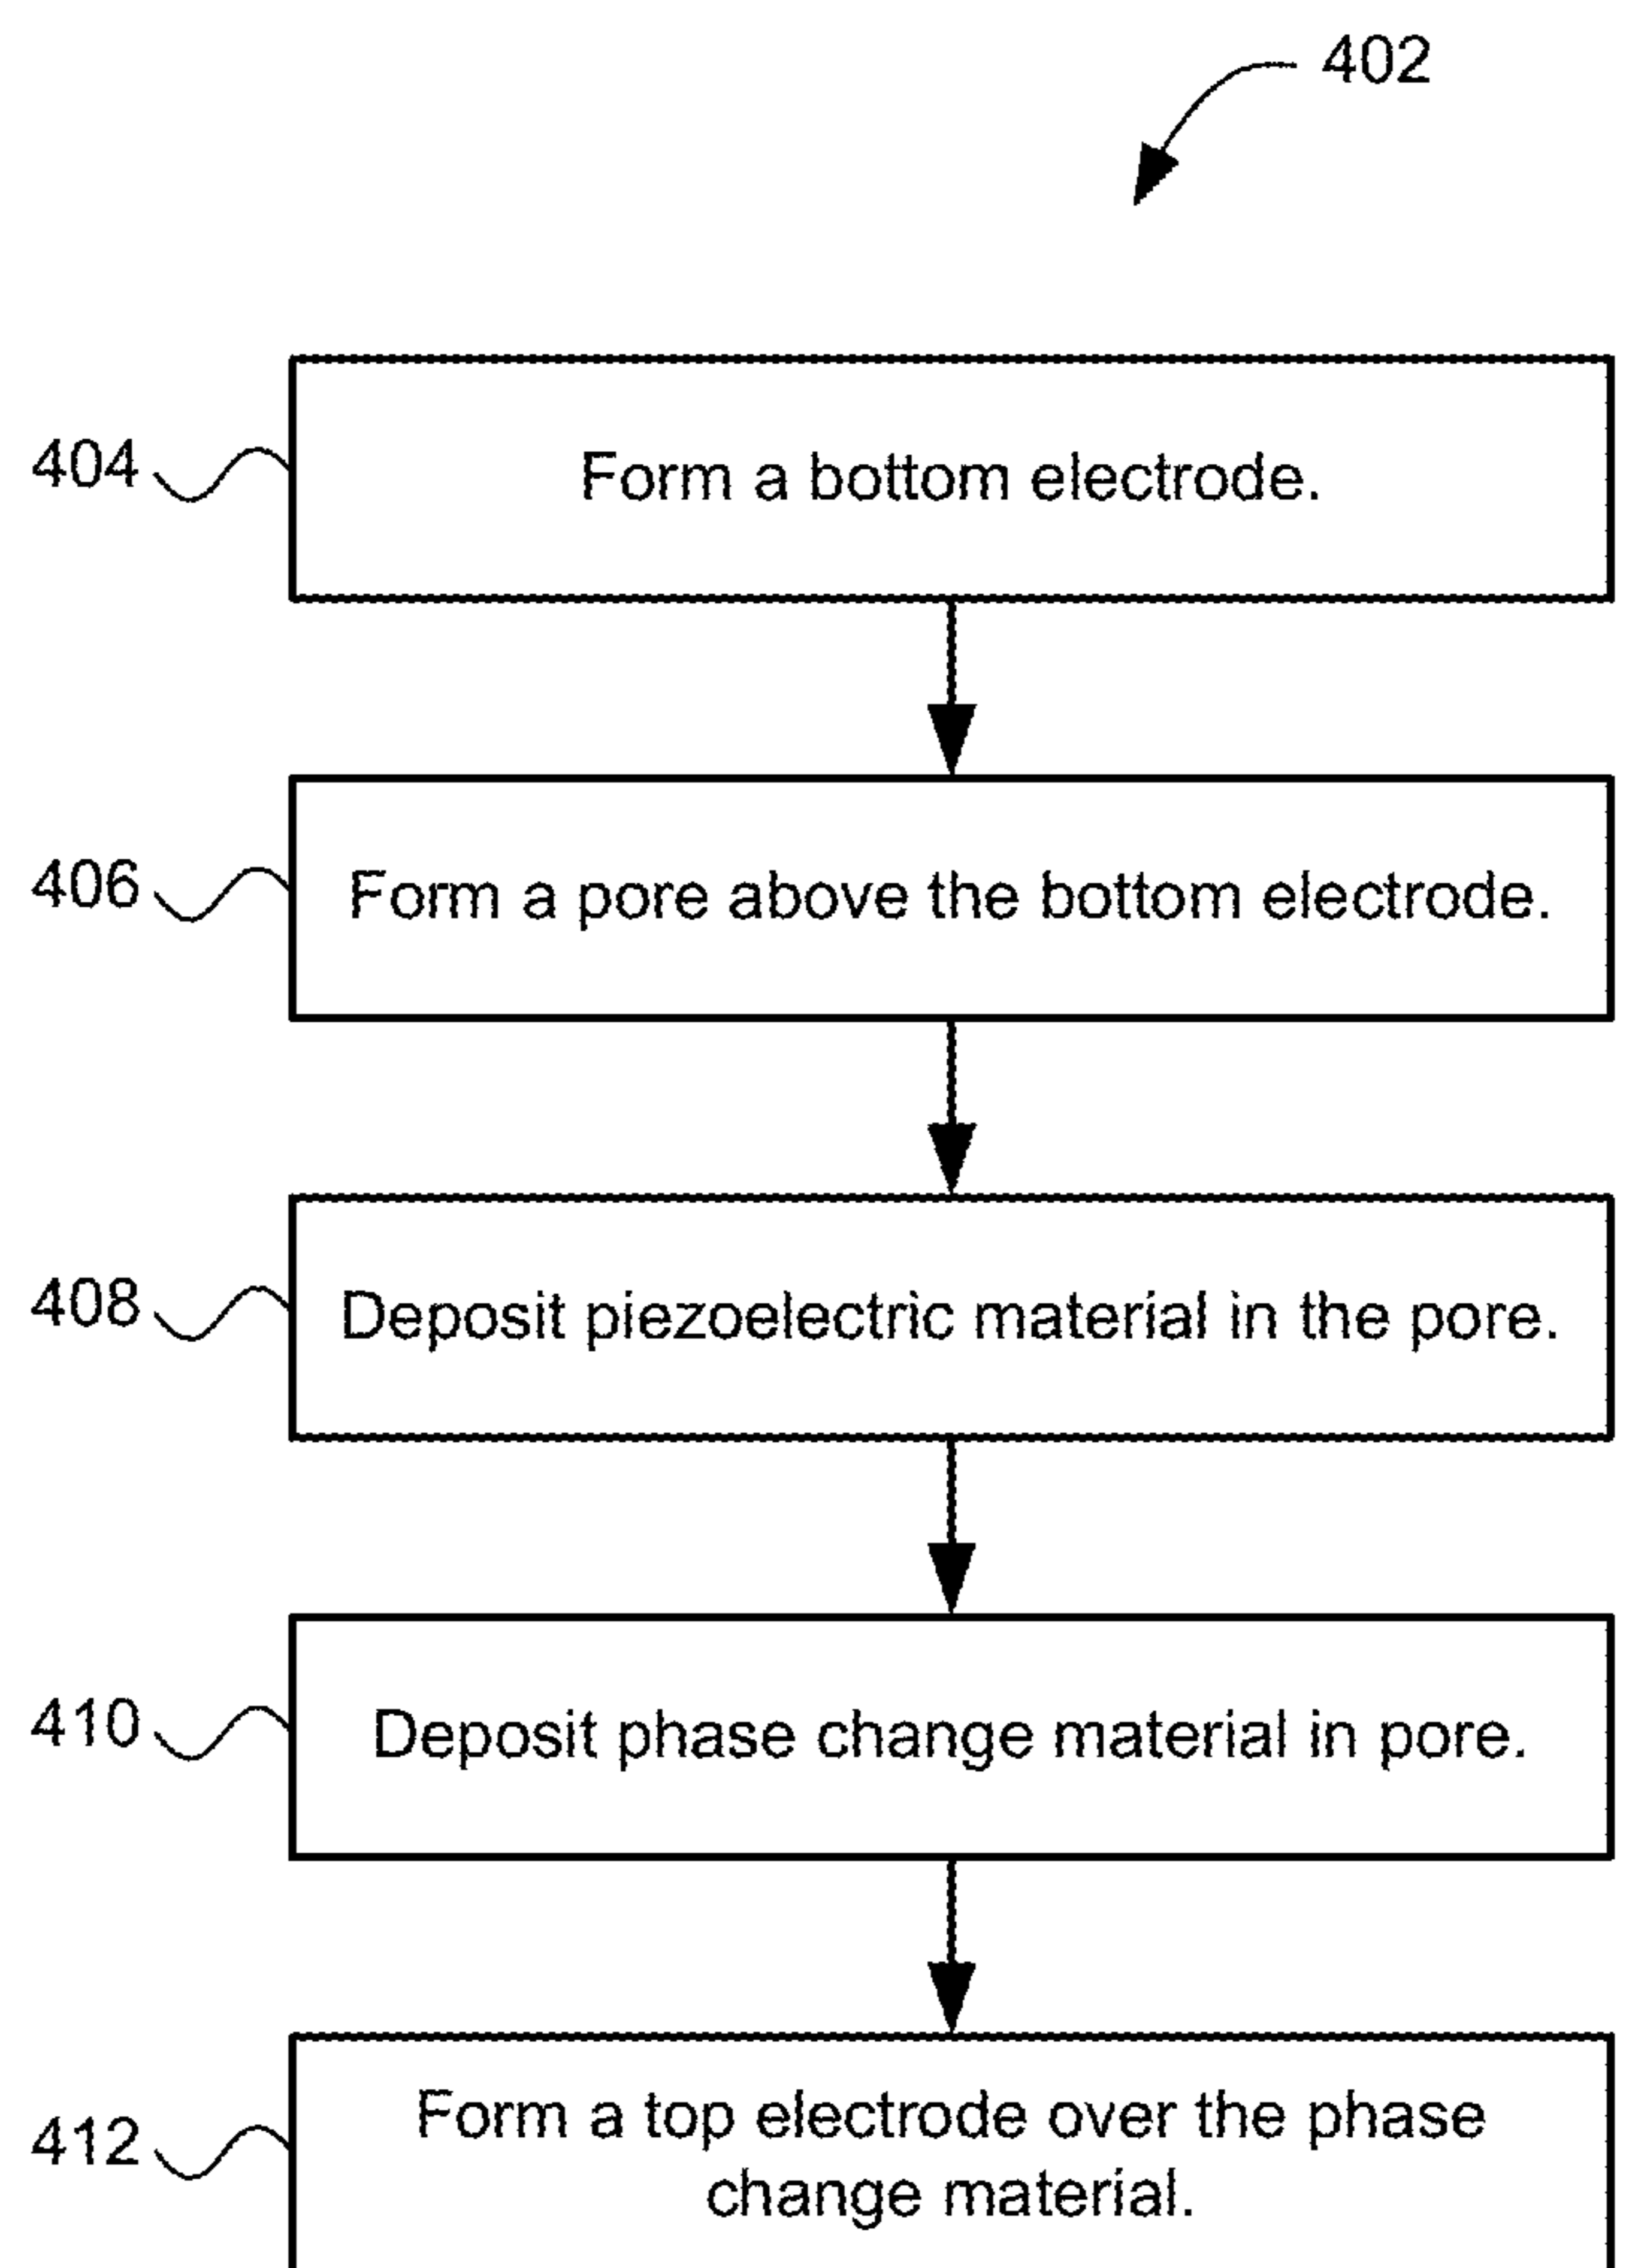 402
404
Form a bottom electrode.
406
Form a pore above the bottom electrode.
408
Deposit piezoelectric material in the pore.
410
Deposit phase change material in pore.
412
Form a top electrode over the phase
change material.